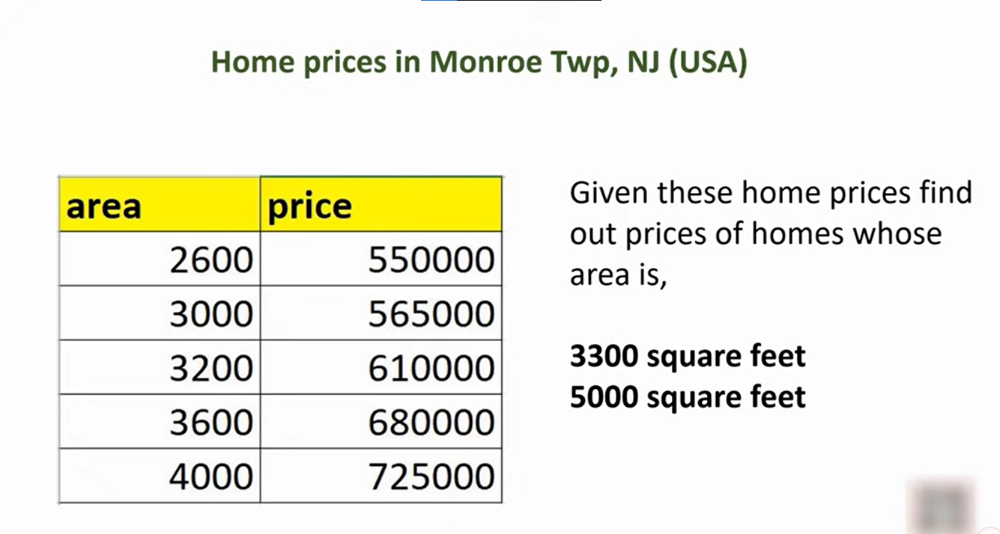 Home prices in Monroe Twp, NJ (USA)
area price
2600 550000
3000 565000
3200 610000
3600 680000
4000 725000
Given these home prices find
out prices of homes whose
area is,
3300 square feet
5000 square feet